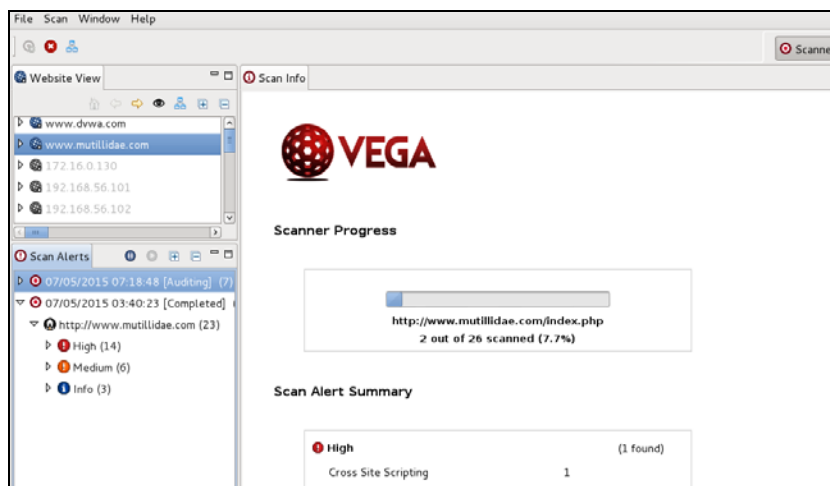 File Scan Window Help
Scanne
Website View
Scan Info
www.dvwa.com
www.mutillidae.com
172.16.0.130
192.168.56.101
192.168.56.102
VEGA
Scanner Progress
Scan Alerts
07/05/2015 07:18:48 [Auditing] (7)
07/05/2015 03:40:23 [Completed] (
http://www.mutillidae.com (23)
High (14)
Medium (6)
Info (3)
http://www.mutillidae.com/index.php
2 out of 26 scanned (7.7%)
Scan Alert Summary
High (1 found)
Cross Site Scripting 1